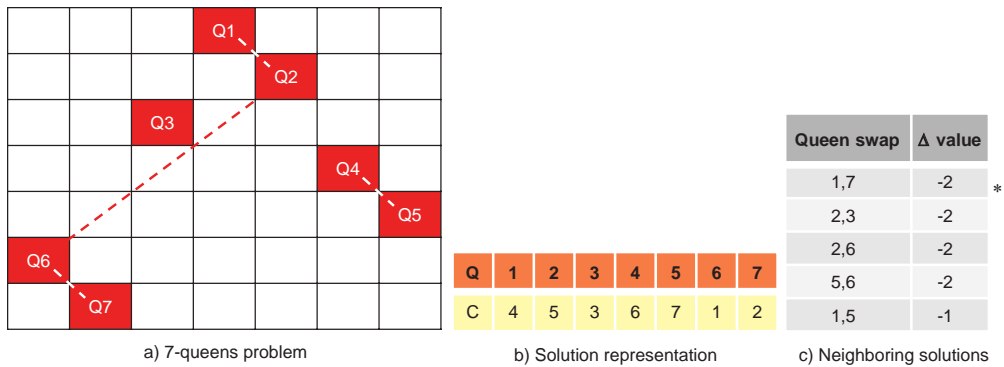 Q1
Q2
Q3
Q4
Q5
Q6
Q7
a) 7-queens problem
Q 1 2 3 4 5 6 7
C 4 5 3 6 7 1 2
b) Solution representation
Queen swap Δ value
1,7 -2 *
2,3 -2
2,6 -2
5,6 -2
1,5 -1
c) Neighboring solutions